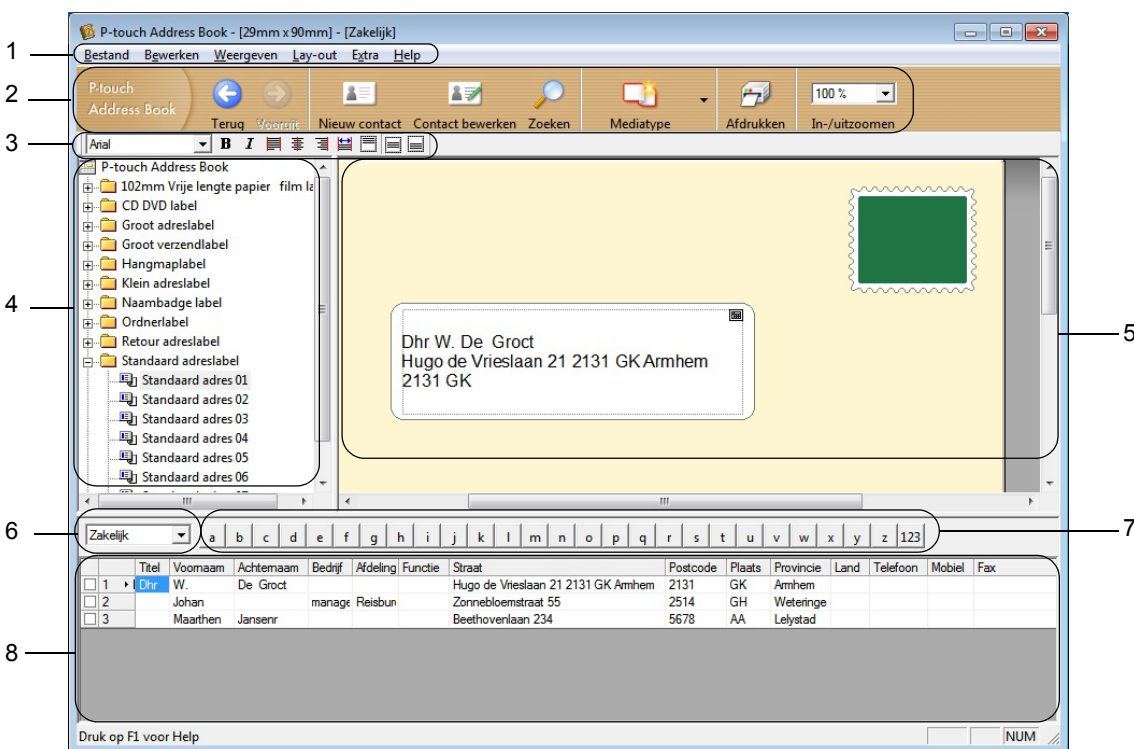 P-touch Address Book - [29mm x 90mm] - [Zakelijk]
1
Bestand Bewerken Weergeven Lay-out Extra Help
2
P-touch
Address Book
Terug Vooruit Nieuw contact Contact bewerken Zoeken Mediatype Afdrukken 100 % In-/uitzoomen
3
Arial B I
P-touch Address Book
102mm Vrije lengte papier film la
CD DVD label
Groot adreslabel
Groot verzendlabel
Hangmaplabel
Klein adreslabel
4
Naambadge label
Ordnerlabel
Retour adreslabel
Standaard adreslabel
Standaard adres 01
Standaard adres 02
Standaard adres 03
Standaard adres 04
Standaard adres 05
Standaard adres 06
Dhr W. De Groct
Hugo de Vrieslaan 21 2131 GK Armhem
2131 GK
5
6
Zakelijk
a b c d e f g h i j k l m n o p q r s t u v w x y z 123
7
Titel Voornaam Achternaam Bedrijf Afdeling Functie Straat Postcode Plaats Provincie Land Telefoon Mobiel Fax
1 Dhr W. De Groct Hugo de Vrieslaan 21 2131 GK Armhem 2131 GK Armhem
2 Johan manage Reisbur Zonnebloemstraat 55 2514 GH Weteringe
3 Maarthen Jansenr Beethovenlaan 234 5678 AA Lelystad
8
Druk op F1 voor Help NUM